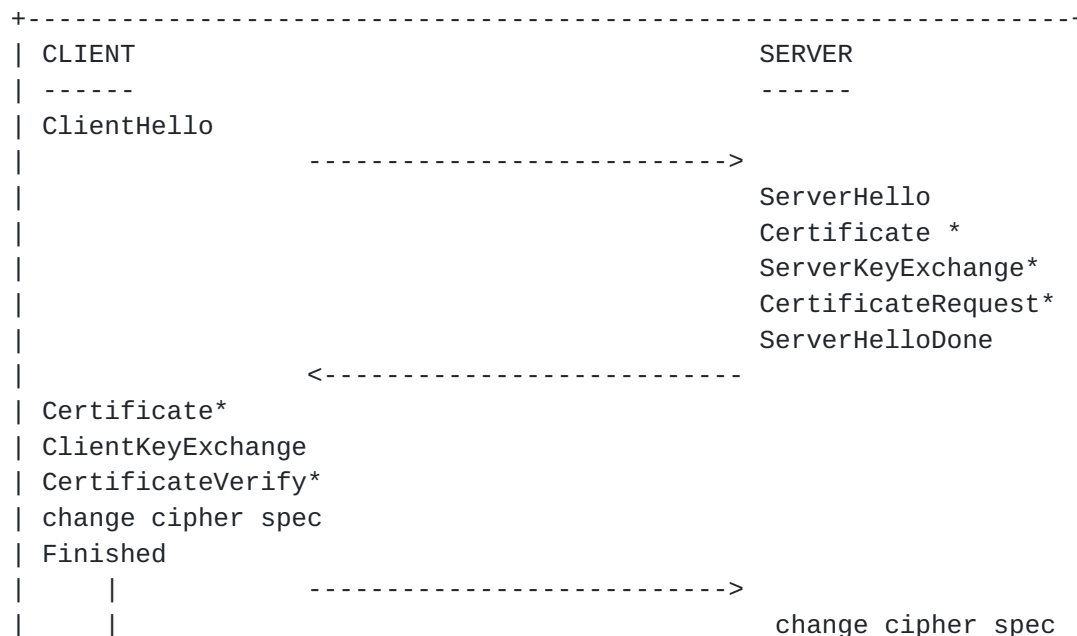 +--------------------------------------------------------------------+
| CLIENT                                         SERVER
| ------                                         ------
| ClientHello
|                  --------------------------->
|                                                ServerHello
|                                                Certificate *
|                                                ServerKeyExchange*
|                                                CertificateRequest*
|                                                ServerHelloDone
|                  <---------------------------
| Certificate*
| ClientKeyExchange
| CertificateVerify*
| change cipher spec
| Finished
|     |            --------------------------->
|     |                                           change cipher spec